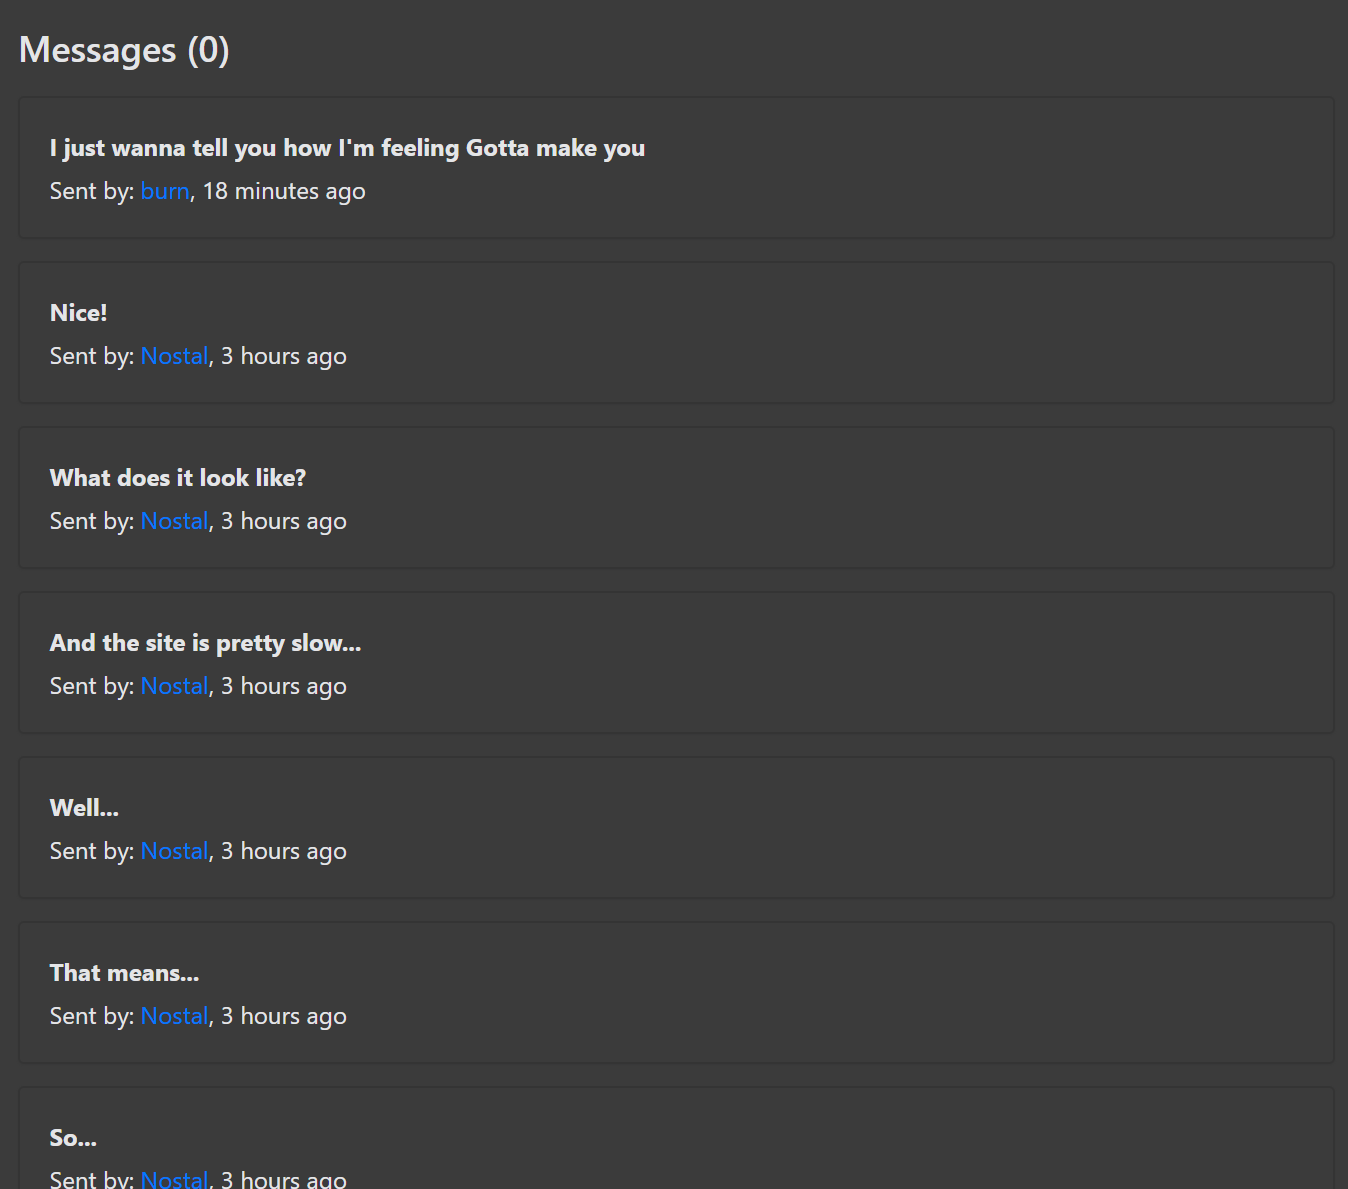 Messages (0)
I just wanna tell you how I'm feeling Gotta make you
Sent by: burn, 18 minutes ago
Nice!
Sent by: Nostal, 3 hours ago
What does it look like?
Sent by: Nostal, 3 hours ago
And the site is pretty slow...
Sent by: Nostal, 3 hours ago
Well...
Sent by: Nostal, 3 hours ago
That means...
Sent by: Nostal, 3 hours ago
So...
Sent by: Nostal, 3 hours ago